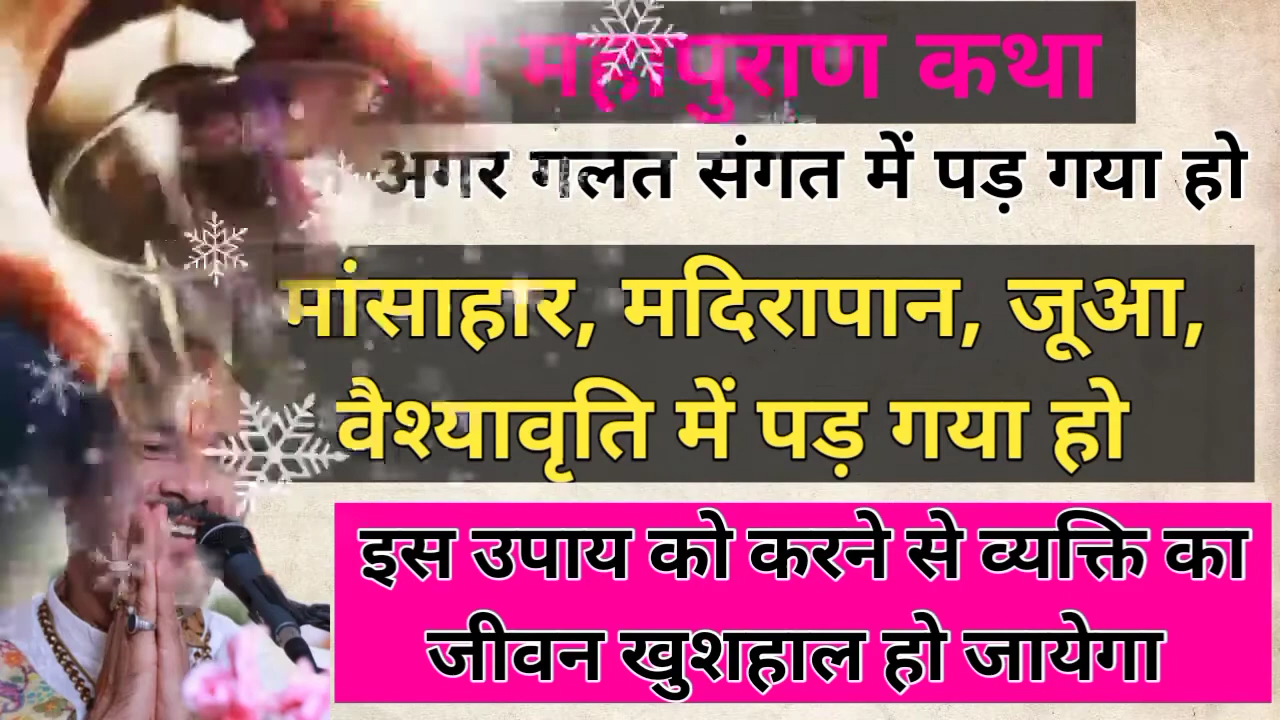 महापुराण कथा
अगर गलत संगत में पड़ गया हो
मांसाहार, मदिरापान, जूआ,
वैश्यावृति में पड़ गया हो
इस उपाय को करने से व्यक्ति का
जीवन खुशहाल हो जायेगा